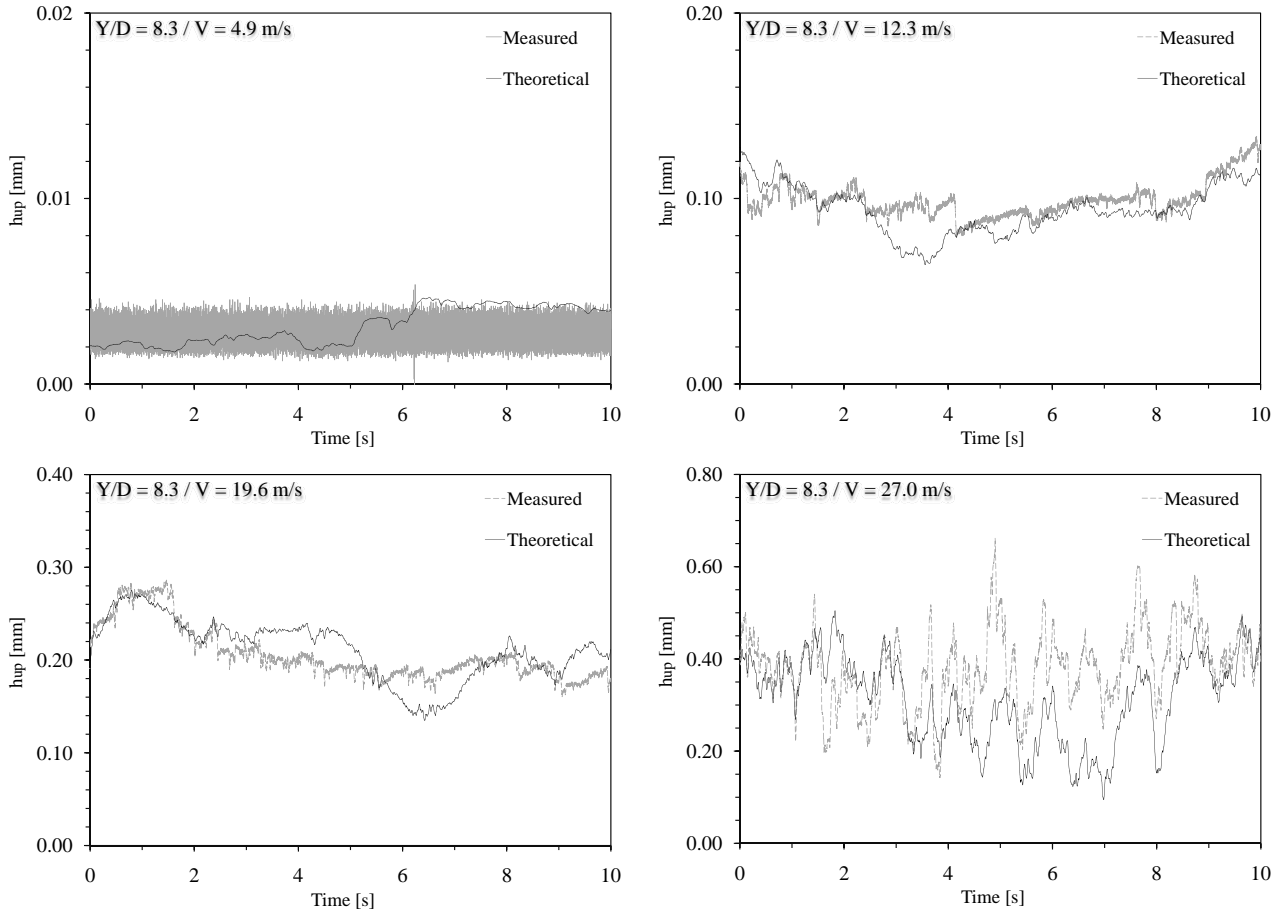 Y/D = 8.3 / V = 4.9 m/s
Measured
Theoretical
hup [mm]
0.02
0.01
0.00
0 2 4 6 8 10
Time [s]
Y/D = 8.3 / V = 12.3 m/s
Measured
Theoretical
hup [mm]
0.20
0.10
0.00
0 2 4 6 8 10
Time [s]
Y/D = 8.3 / V = 19.6 m/s
Measured
Theoretical
hup [mm]
0.40
0.30
0.20
0.10
0.00
0 2 4 6 8 10
Time [s]
Y/D = 8.3 / V = 27.0 m/s
Measured
Theoretical
hup [mm]
0.80
0.60
0.40
0.20
0.00
0 2 4 6 8 10
Time [s]